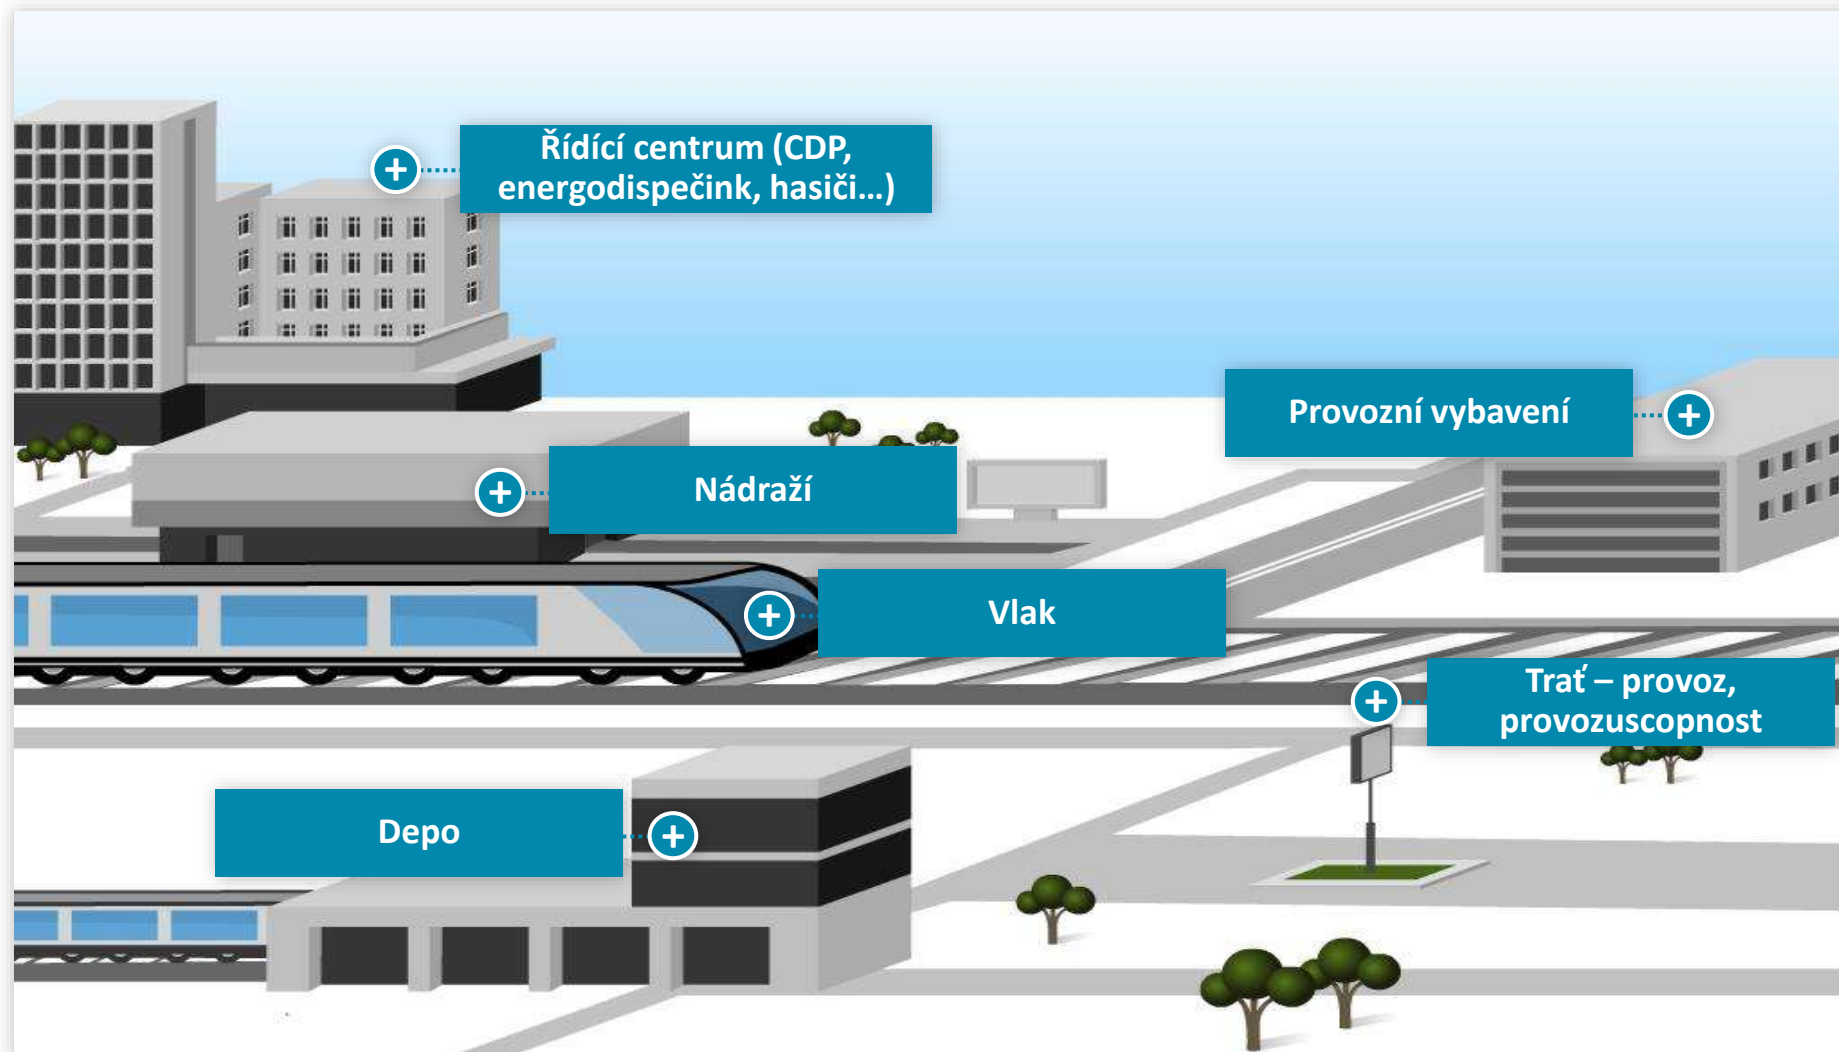 Řídící centrum (CDP,
energodispečink, hasiči...)
Provozní vybavení
Nádraží
Vlak
Trať – provoz,
provozuscopnost
Depo